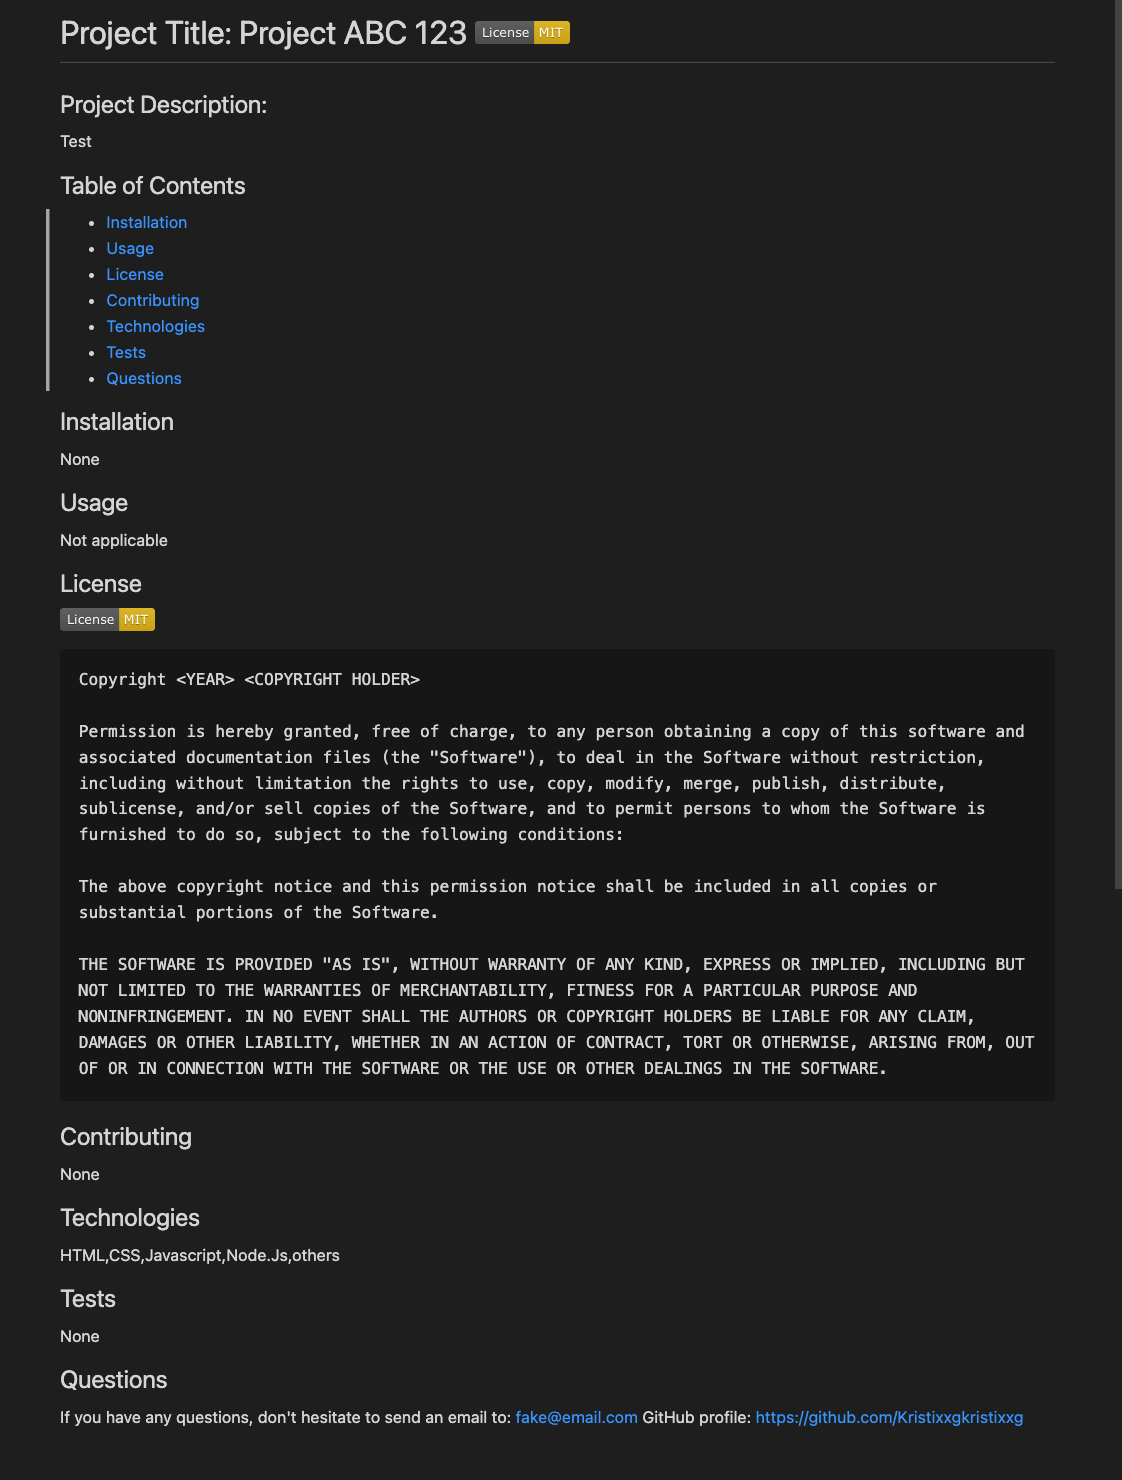 Project Title: Project ABC 123 License MIT
Project Description:
Test
Table of Contents
Installation
Usage
License
Contributing
Technologies
Tests
Questions
Installation
None
Usage
Not applicable
License
License MIT
Copyright <YEAR> <COPYRIGHT HOLDER>
Permission is hereby granted, free of charge, to any person obtaining a copy of this software and
associated documentation files (the "Software"), to deal in the Software without restriction,
including without limitation the rights to use, copy, modify, merge, publish, distribute,
sublicense, and/or sell copies of the Software, and to permit persons to whom the Software is
furnished to do so, subject to the following conditions:
The above copyright notice and this permission notice shall be included in all copies or
substantial portions of the Software.
THE SOFTWARE IS PROVIDED "AS IS", WITHOUT WARRANTY OF ANY KIND, EXPRESS OR IMPLIED, INCLUDING BUT
NOT LIMITED TO THE WARRANTIES OF MERCHANTABILITY, FITNESS FOR A PARTICULAR PURPOSE AND
NONINFRINGEMENT. IN NO EVENT SHALL THE AUTHORS OR COPYRIGHT HOLDERS BE LIABLE FOR ANY CLAIM,
DAMAGES OR OTHER LIABILITY, WHETHER IN AN ACTION OF CONTRACT, TORT OR OTHERWISE, ARISING FROM, OUT
OF OR IN CONNECTION WITH THE SOFTWARE OR THE USE OR OTHER DEALINGS IN THE SOFTWARE.
Contributing
None
Technologies
HTML,CSS,Javascript,Node.Js,others
Tests
None
Questions
If you have any questions, don't hesitate to send an email to: fake@email.com GitHub profile: https://github.com/Kristixxgkristixxg